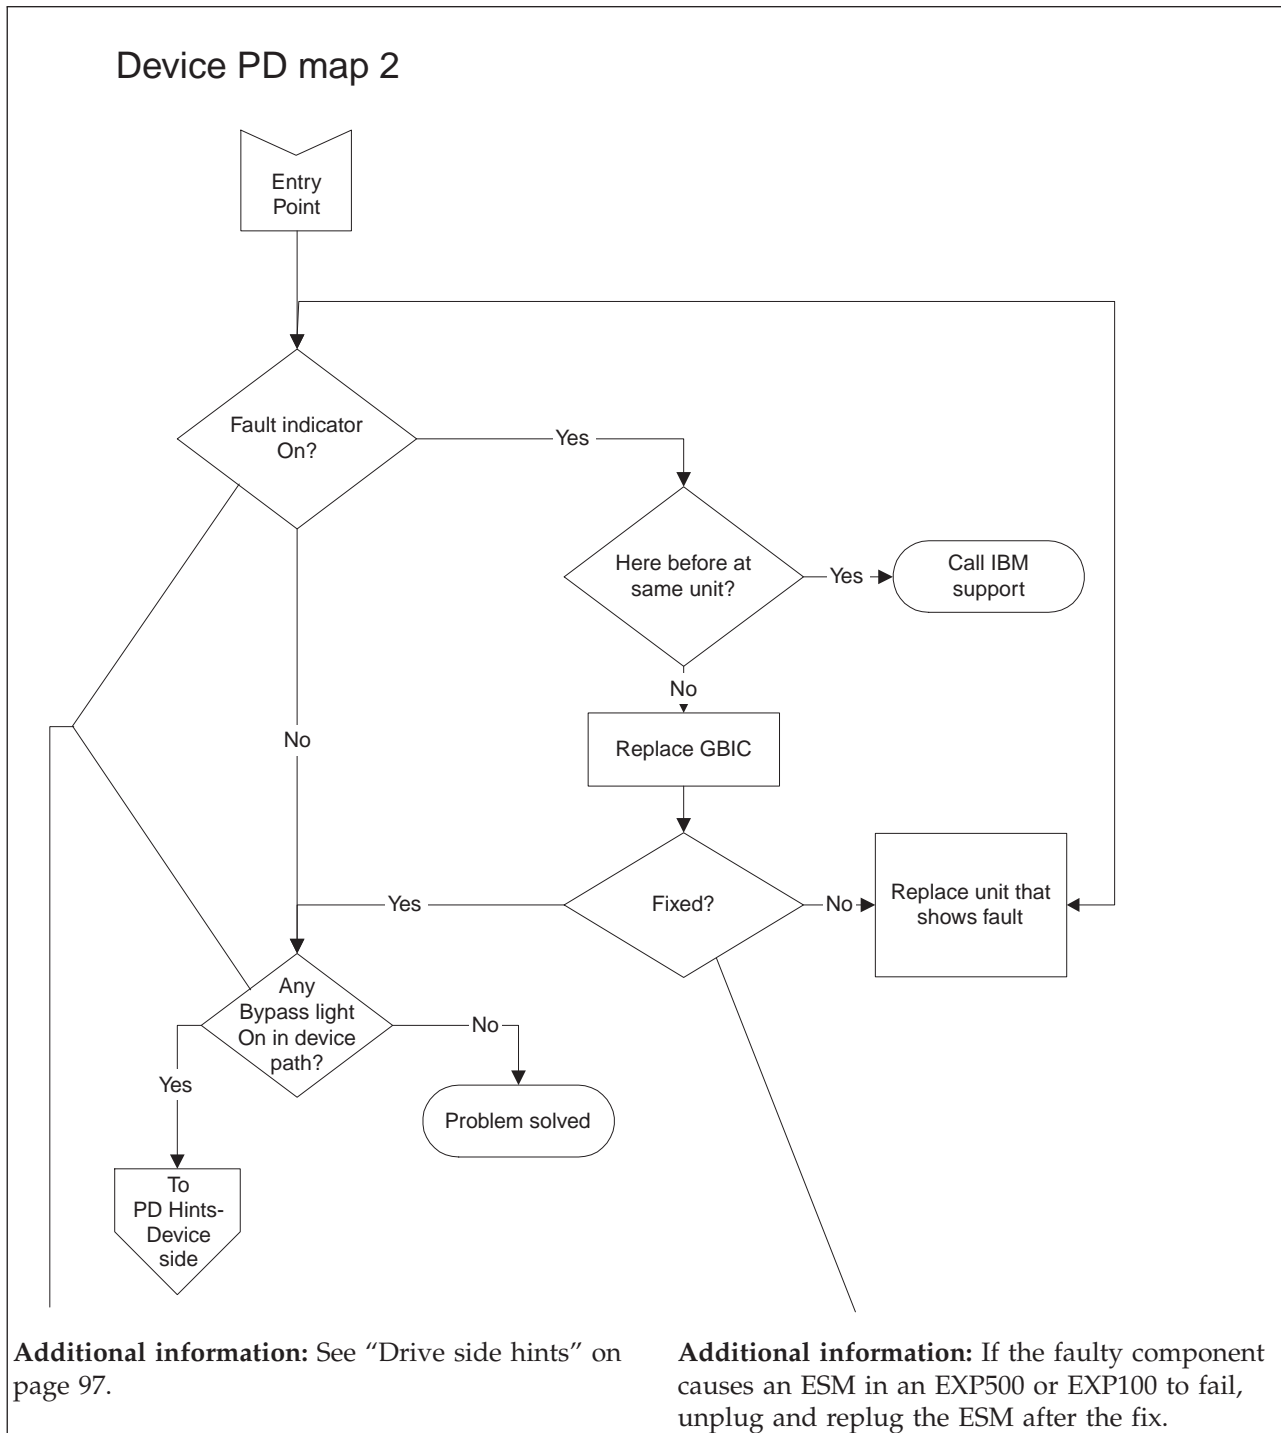 Device PD map 2
Entry
Point
Fault indicator
On?
Yes
Here before at
same unit?
Yes
Call IBM
support
No
No
Replace GBIC
Yes
Fixed?
No
Replace unit that
shows fault
Any
Bypass light
On in device
path?
No
Yes
Problem solved
To
PD Hints-
Device
side
Additional information: See “Drive side hints” on
page 97.
Additional information: If the faulty component
causes an ESM in an EXP500 or EXP100 to fail,
unplug and replug the ESM after the fix.